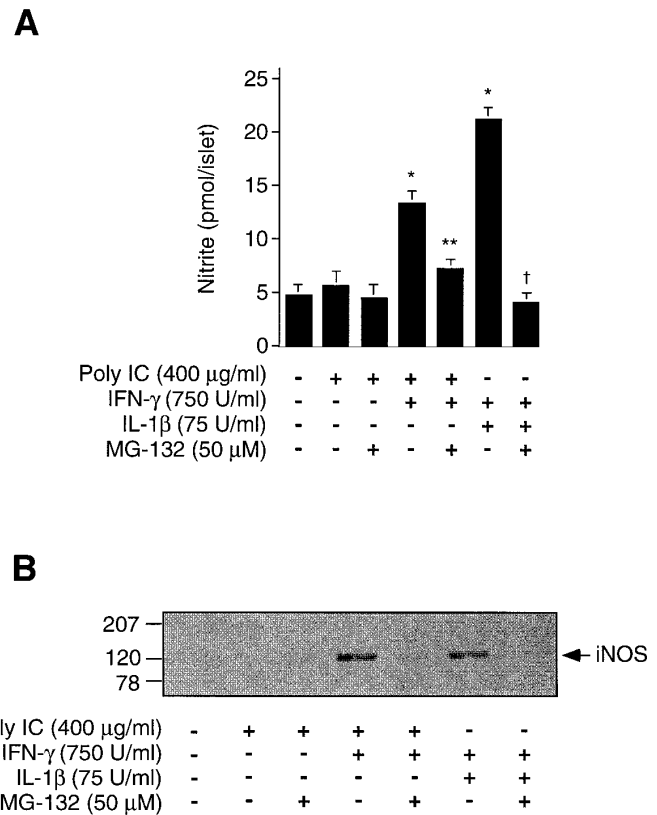 A
Nitrite (pmol/islet)
25
20
15
10
5
0
* * ** * †
Poly IC (400 μg/ml) - + + + + - -
IFN-γ (750 U/ml) - - - + + + +
IL-1β (75 U/ml) - - - - - + +
MG-132 (50 μM) - - + - + - +
B
207
120
78
iNOS
ly IC (400 μg/ml) - + + + + - -
IFN-γ (750 U/ml) - - - + + + +
IL-1β (75 U/ml) - - - - - + +
MG-132 (50 μM) - - + - + - +